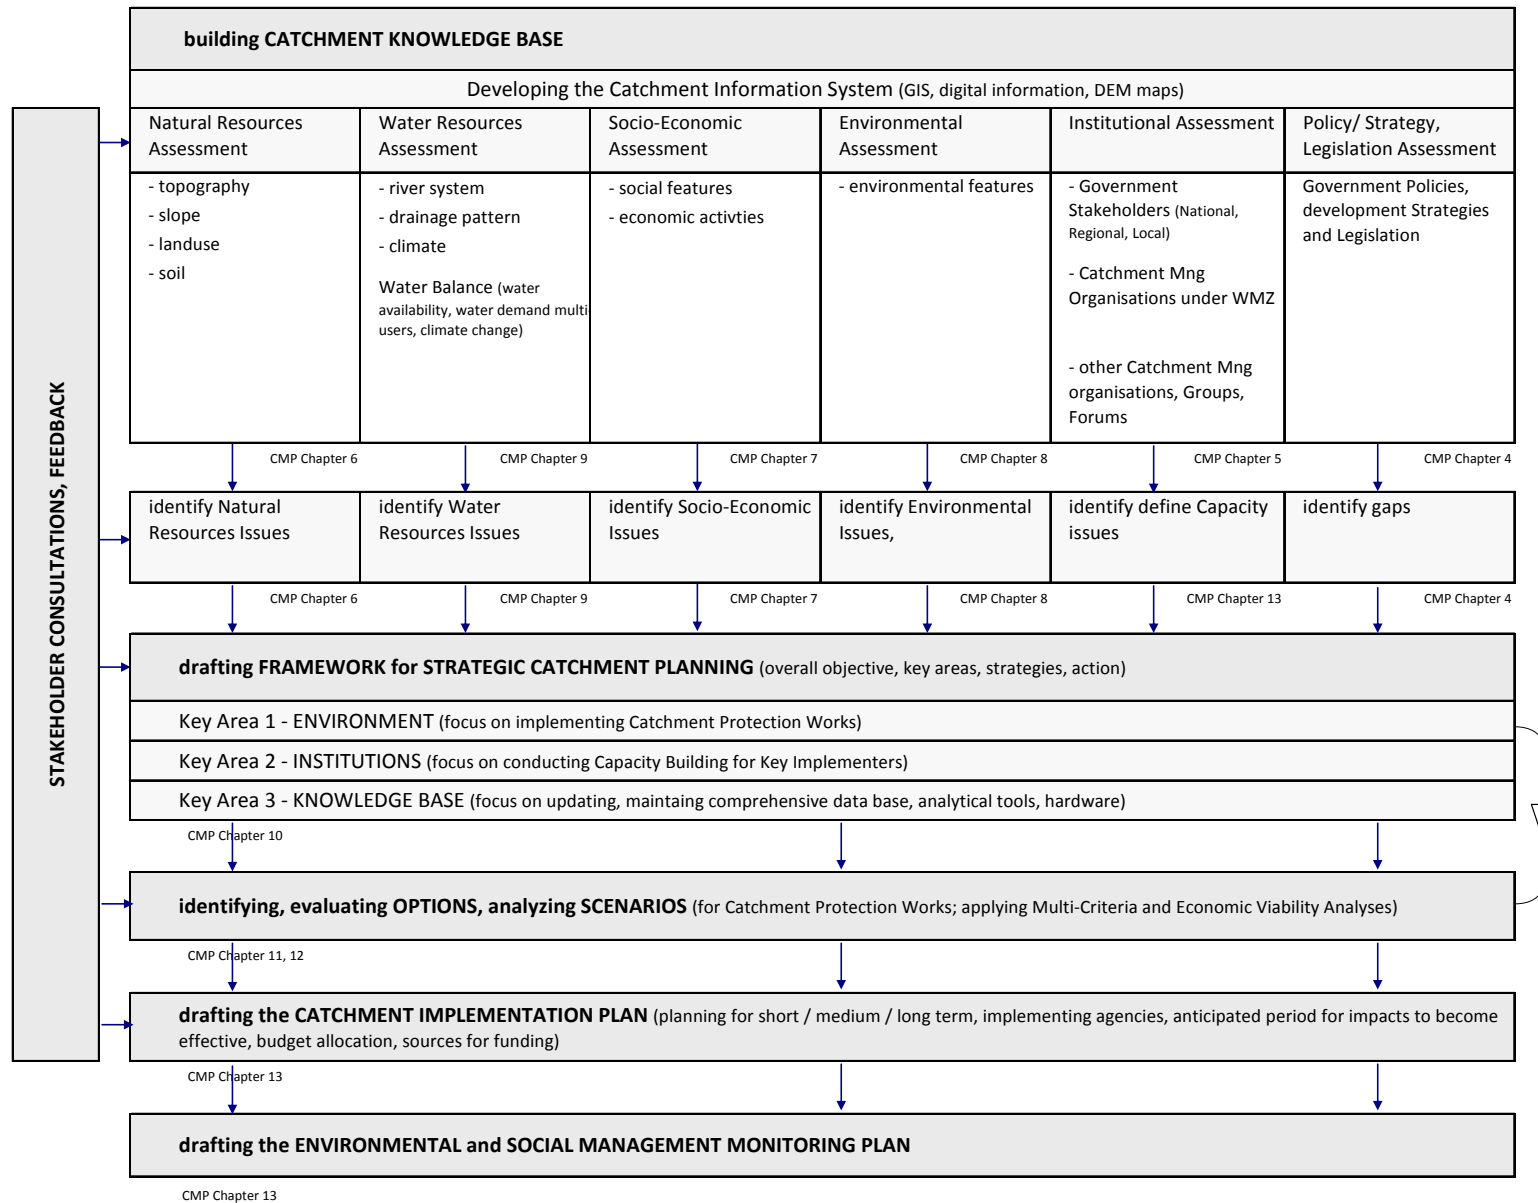 building CATCHMENT KNOWLEDGE BASE
Developing the Catchment Information System (GIS, digital information, DEM maps)
STAKEHOLDER CONSULTATIONS, FEEDBACK
Natural Resources
Assessment
Water Resources
Assessment
Socio-Economic
Assessment
Environmental
Assessment
Institutional Assessment
Policy/ Strategy,
Legislation Assessment
- topography
- slope
- landuse
- soil
- river system
- drainage pattern
- climate
Water Balance (water
availability, water demand multi-
users, climate change)
- social features
- economic activties
- environmental features
- Government
Stakeholders (National,
Regional, Local)
- Catchment Mng
Organisations under WMZ
- other Catchment Mng
organisations, Groups,
Forums
Government Policies,
development Strategies
and Legislation
CMP Chapter 6
CMP Chapter 9
CMP Chapter 7
CMP Chapter 8
CMP Chapter 5
CMP Chapter 4
identify Natural
Resources Issues
identify Water
Resources Issues
identify Socio-Economic
Issues
identify Environmental
Issues,
identify define Capacity
issues
identify gaps
CMP Chapter 6
CMP Chapter 9
CMP Chapter 7
CMP Chapter 8
CMP Chapter 13
CMP Chapter 4
drafting FRAMEWORK for STRATEGIC CATCHMENT PLANNING (overall objective, key areas, strategies, action)
Key Area 1 - ENVIRONMENT (focus on implementing Catchment Protection Works)
Key Area 2 - INSTITUTIONS (focus on conducting Capacity Building for Key Implementers)
Key Area 3 - KNOWLEDGE BASE (focus on updating, maintaing comprehensive data base, analytical tools, hardware)
CMP Chapter 10
identifying, evaluating OPTIONS, analyzing SCENARIOS (for Catchment Protection Works; applying Multi-Criteria and Economic Viability Analyses)
CMP Chapter 11, 12
drafting the CATCHMENT IMPLEMENTATION PLAN (planning for short / medium / long term, implementing agencies, anticipated period for impacts to become
effective, budget allocation, sources for funding)
CMP Chapter 13
drafting the ENVIRONMENTAL and SOCIAL MANAGEMENT MONITORING PLAN
CMP Chapter 13